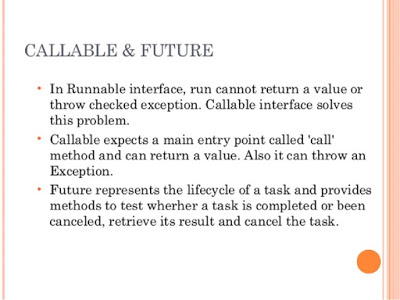 CALLABLE & FUTURE
• In Runnable interface, run cannot return a value or
throw checked exception. Callable interface solves
this problem.
• Callable expects a main entry point called 'call'
method and can return a value. Also it can throw an
Exception.
• Future represents the lifecycle of a task and provides
methods to test wherher a task is completed or been
canceled, retrieve its result and cancel the task.